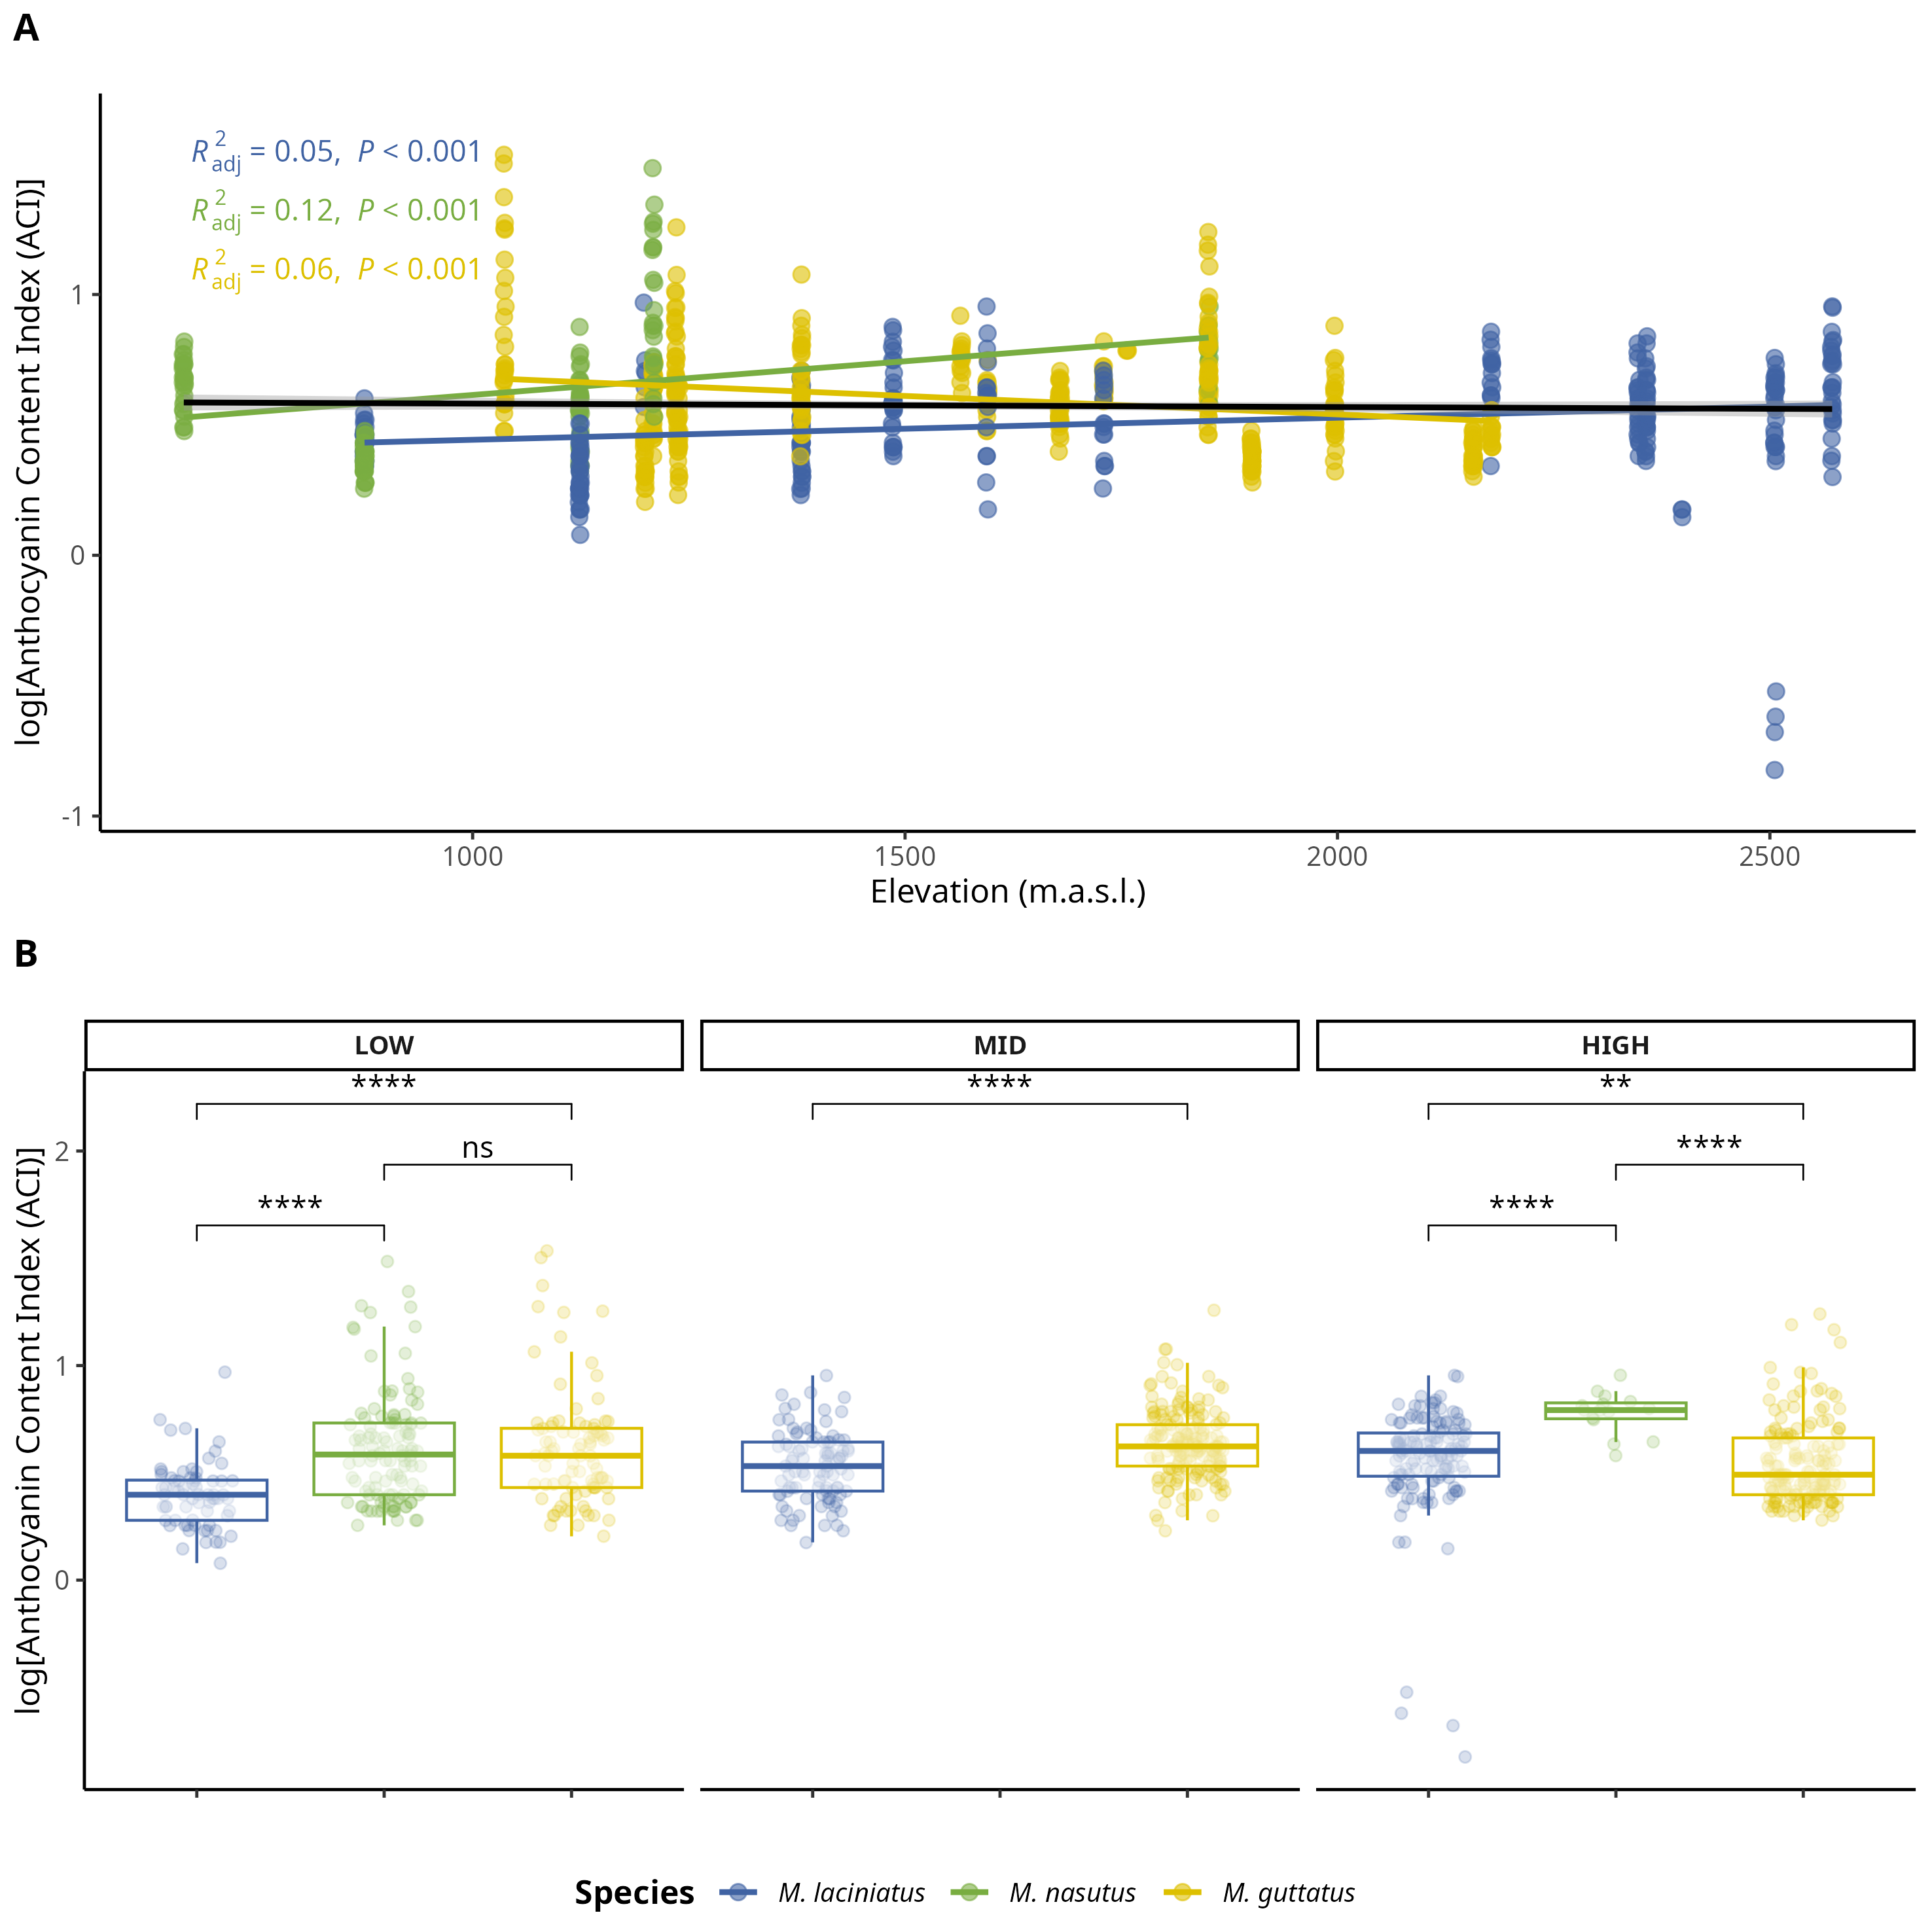 A
R²adj = 0.05, P < 0.001
R²adj = 0.12, P < 0.001
R²adj = 0.06, P < 0.001
log[Anthocyanin Content Index (ACI)]
1
0
-1
1000 1500 2000 2500
Elevation (m.a.s.l.)
B
LOW MID HIGH
**** **** **
ns ****
**** ****
log[Anthocyanin Content Index (ACI)]
2
1
0
Species M. laciniatus M. nasutus M. guttatus